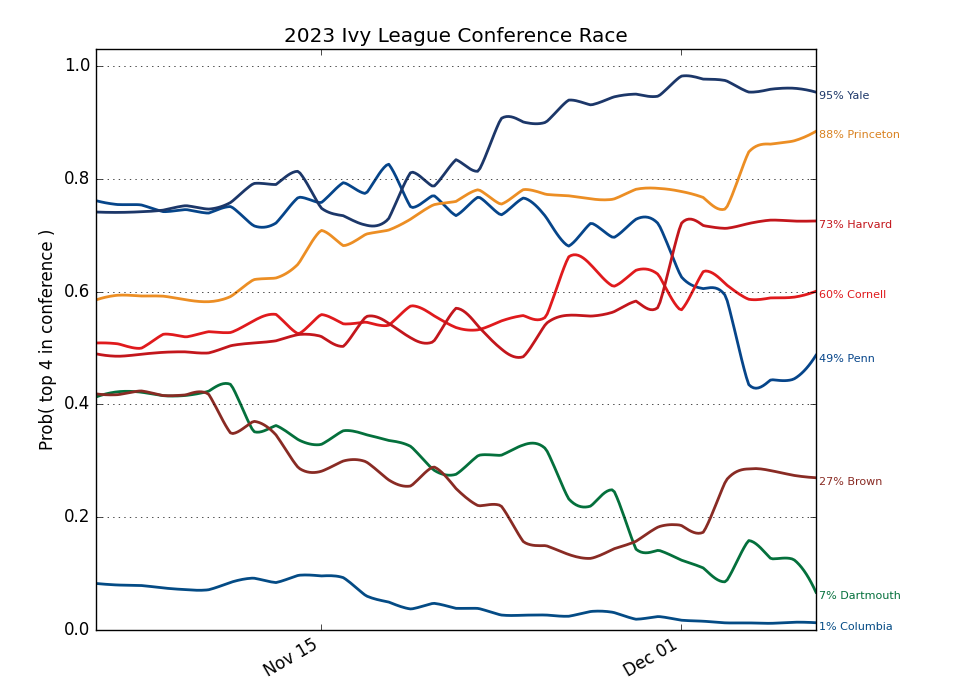 2023 Ivy League Conference Race
Prob( top 4 in conference )
1.0
0.8
0.6
0.4
0.2
0.0
Nov 15
Dec 01
95% Yale
88% Princeton
73% Harvard
60% Cornell
49% Penn
27% Brown
7% Dartmouth
1% Columbia